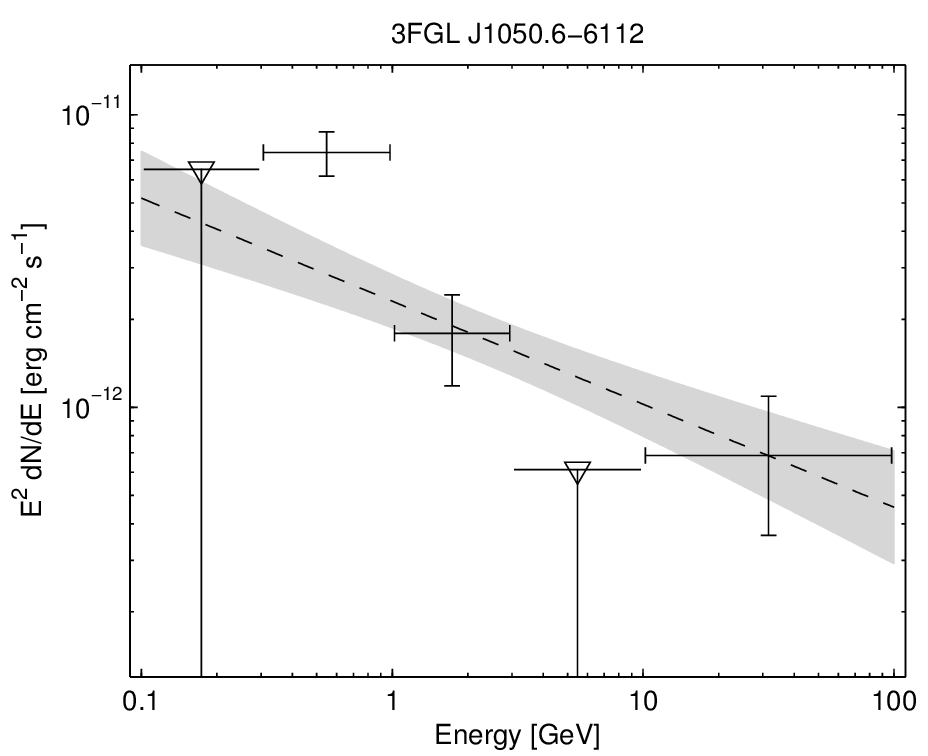 3FGL J1050.6−6112
10⁻¹¹
10⁻¹²
E² dN/dE [erg cm⁻² s⁻¹]
0.1 1 10 100
Energy [GeV]